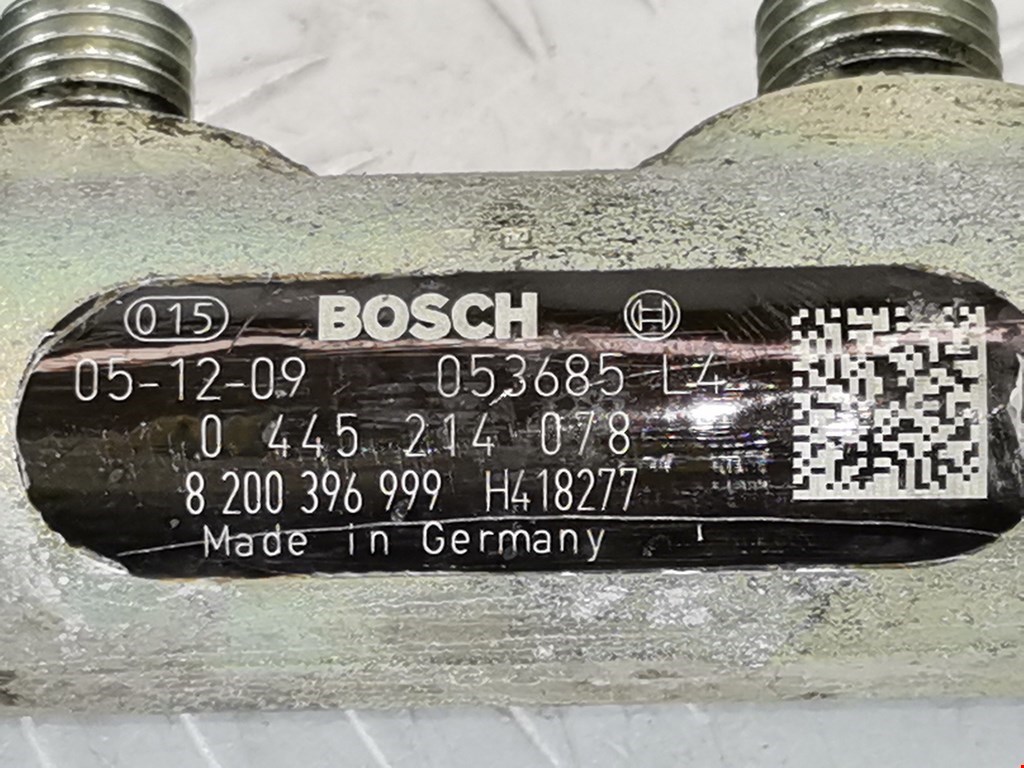 015 BOSCH
05-12-09 053685 L4
0 445 214 078
8 200 396 999 H418277
Made in Germany